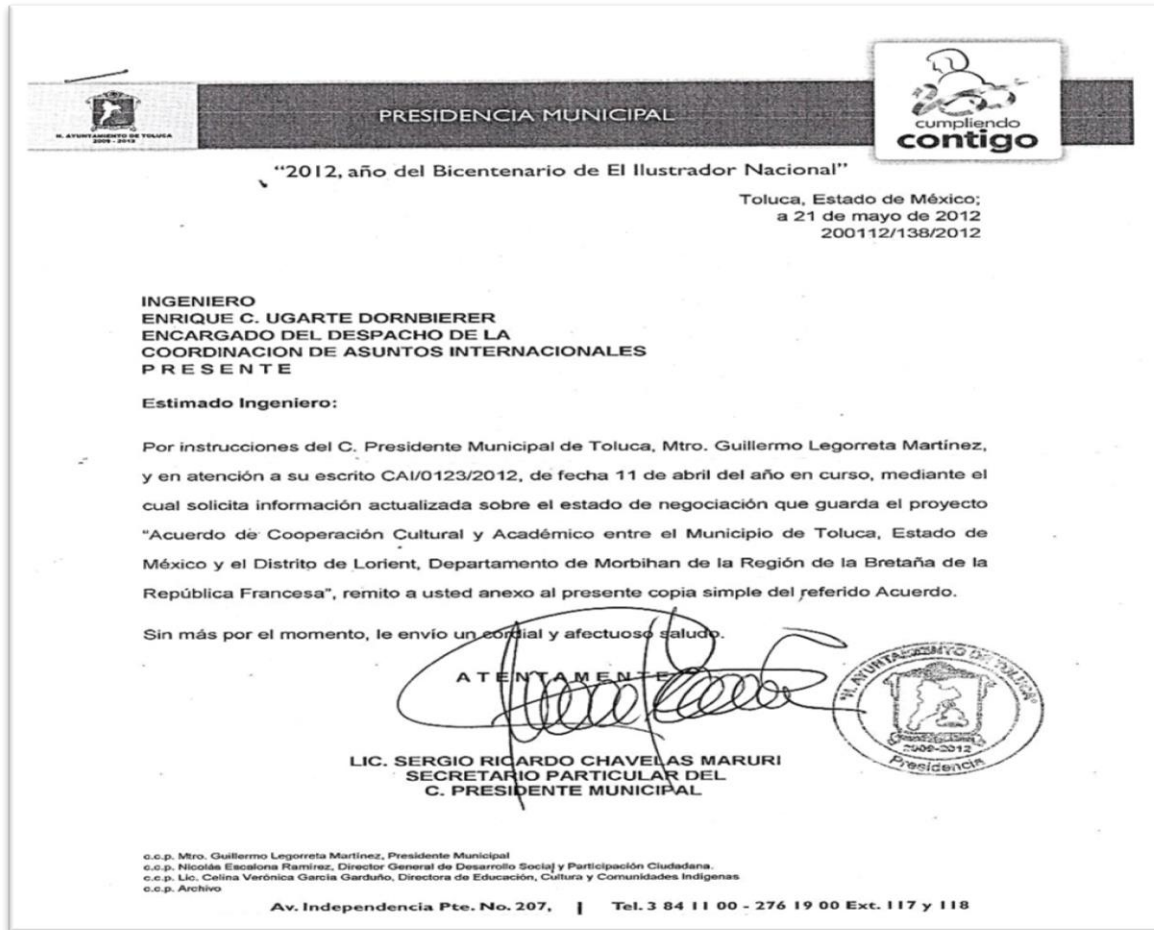 H. AYUNTAMIENTO DE TOLUCA
2009 - 2012
PRESIDENCIA MUNICIPAL
cumpliendo
contigo
“2012, año del Bicentenario de El Ilustrador Nacional”
Toluca, Estado de México;
a 21 de mayo de 2012
200112/138/2012
INGENIERO
ENRIQUE C. UGARTE DORNBIERER
ENCARGADO DEL DESPACHO DE LA
COORDINACION DE ASUNTOS INTERNACIONALES
P R E S E N T E
Estimado Ingeniero:
Por instrucciones del C. Presidente Municipal de Toluca, Mtro. Guillermo Legorreta Martínez,
y en atención a su escrito CAI/0123/2012, de fecha 11 de abril del año en curso, mediante el
cual solicita información actualizada sobre el estado de negociación que guarda el proyecto
“Acuerdo de Cooperación Cultural y Académico entre el Municipio de Toluca, Estado de
México y el Distrito de Lorient, Departamento de Morbihan de la Región de la Bretaña de la
República Francesa”, remito a usted anexo al presente copia simple del referido Acuerdo.
Sin más por el momento, le envío un cordial y afectuoso saludo.
A T E N T A M E N T E
"H. AYUNTAMIENTO DE TOLUCA"
2009-2012
Presidencia
LIC. SERGIO RICARDO CHAVELAS MARURI
SECRETARIO PARTICULAR DEL
C. PRESIDENTE MUNICIPAL
c.c.p. Mtro. Guillermo Legorreta Martínez, Presidente Municipal
c.c.p. Nicolás Escalona Ramírez, Director General de Desarrollo Social y Participación Ciudadana.
c.c.p. Lic. Celina Verónica García Garduño, Directora de Educación, Cultura y Comunidades Indígenas
c.c.p. Archivo
Av. Independencia Pte. No. 207, | Tel. 3 84 11 00 - 276 19 00 Ext. 117 y 118